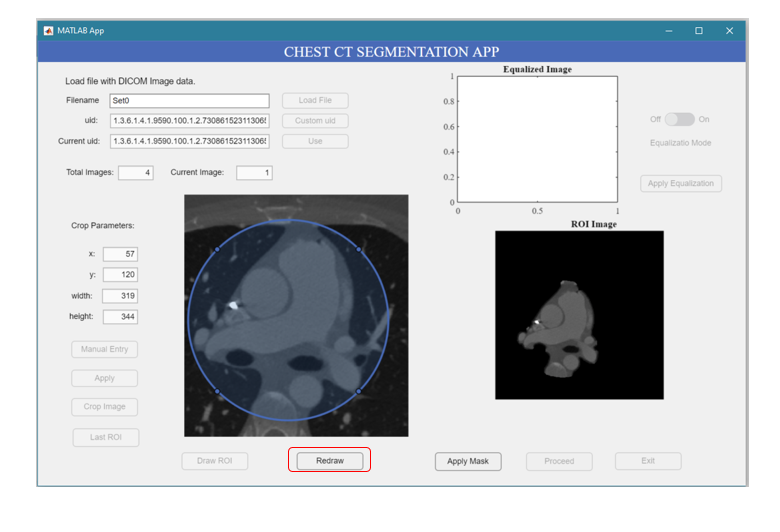 MATLAB App
CHEST CT SEGMENTATION APP
Load file with DICOM Image data.
Filename Set0 Load File
uid: 1.3.6.1.4.1.9590.100.1.2.7308615231130 Custom uid
Current uid: 1.3.6.1.4.1.9590.100.1.2.7308615231130 Use
Total Images: 4 Current Image: 1
Equalized Image
1
0.8
0.6
0.4
0.2
0
0 0.5 1
Off On
Equalizatio Mode
Apply Equalization
ROI Image
Crop Parameters:
x: 57
y: 120
width: 319
height: 344
Manual Entry
Apply
Crop Image
Last ROI
Draw ROI Redraw Apply Mask Proceed Exit